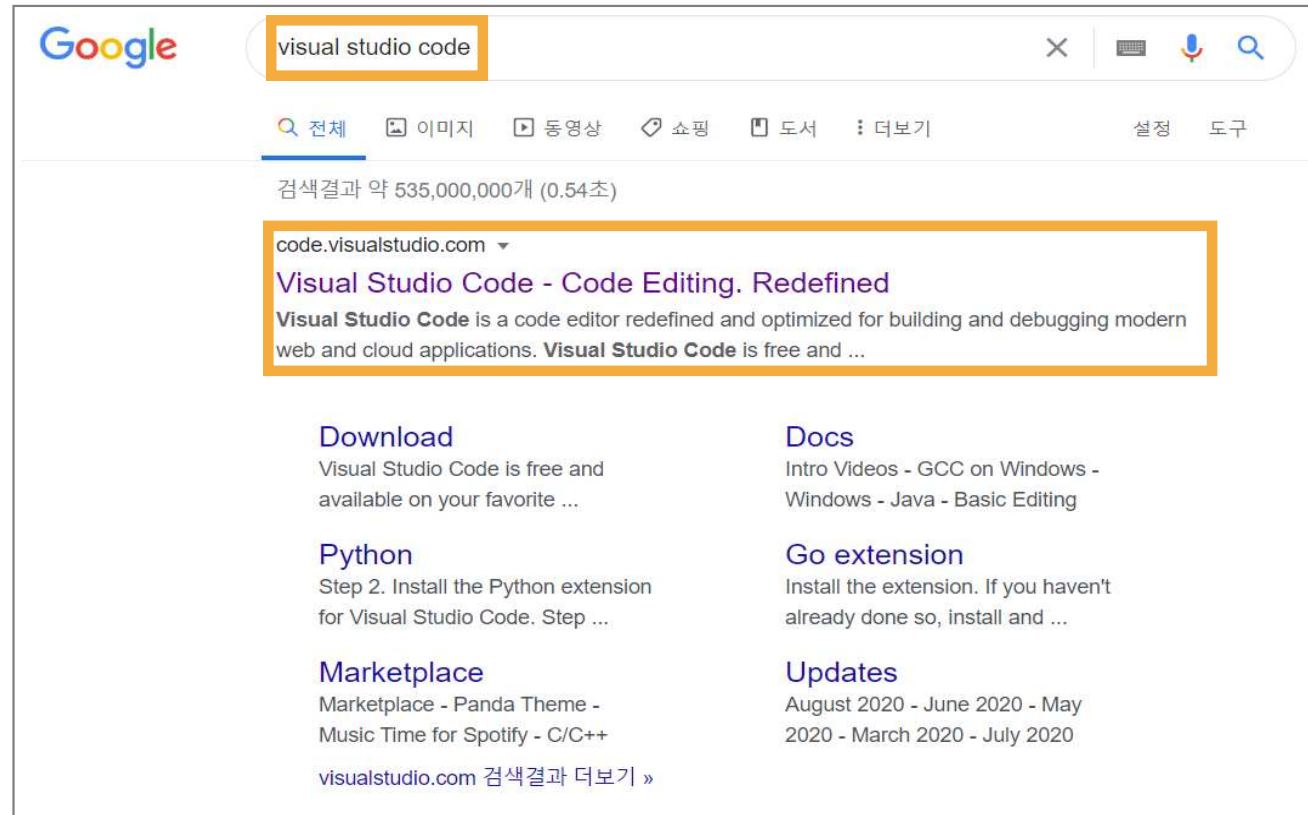 Google
visual studio code
전체 이미지 동영상 쇼핑 도서 더보기 설정 도구
검색결과 약 535,000,000개 (0.54초)
code.visualstudio.com
Visual Studio Code - Code Editing. Redefined
Visual Studio Code is a code editor redefined and optimized for building and debugging modern
web and cloud applications. Visual Studio Code is free and ...
Download
Visual Studio Code is free and
available on your favorite ...
Docs
Intro Videos - GCC on Windows -
Windows - Java - Basic Editing
Python
Step 2. Install the Python extension
for Visual Studio Code. Step ...
Go extension
Install the extension. If you haven't
already done so, install and ...
Marketplace
Marketplace - Panda Theme -
Music Time for Spotify - C/C++
Updates
August 2020 - June 2020 - May
2020 - March 2020 - July 2020
visualstudio.com 검색결과 더보기 »